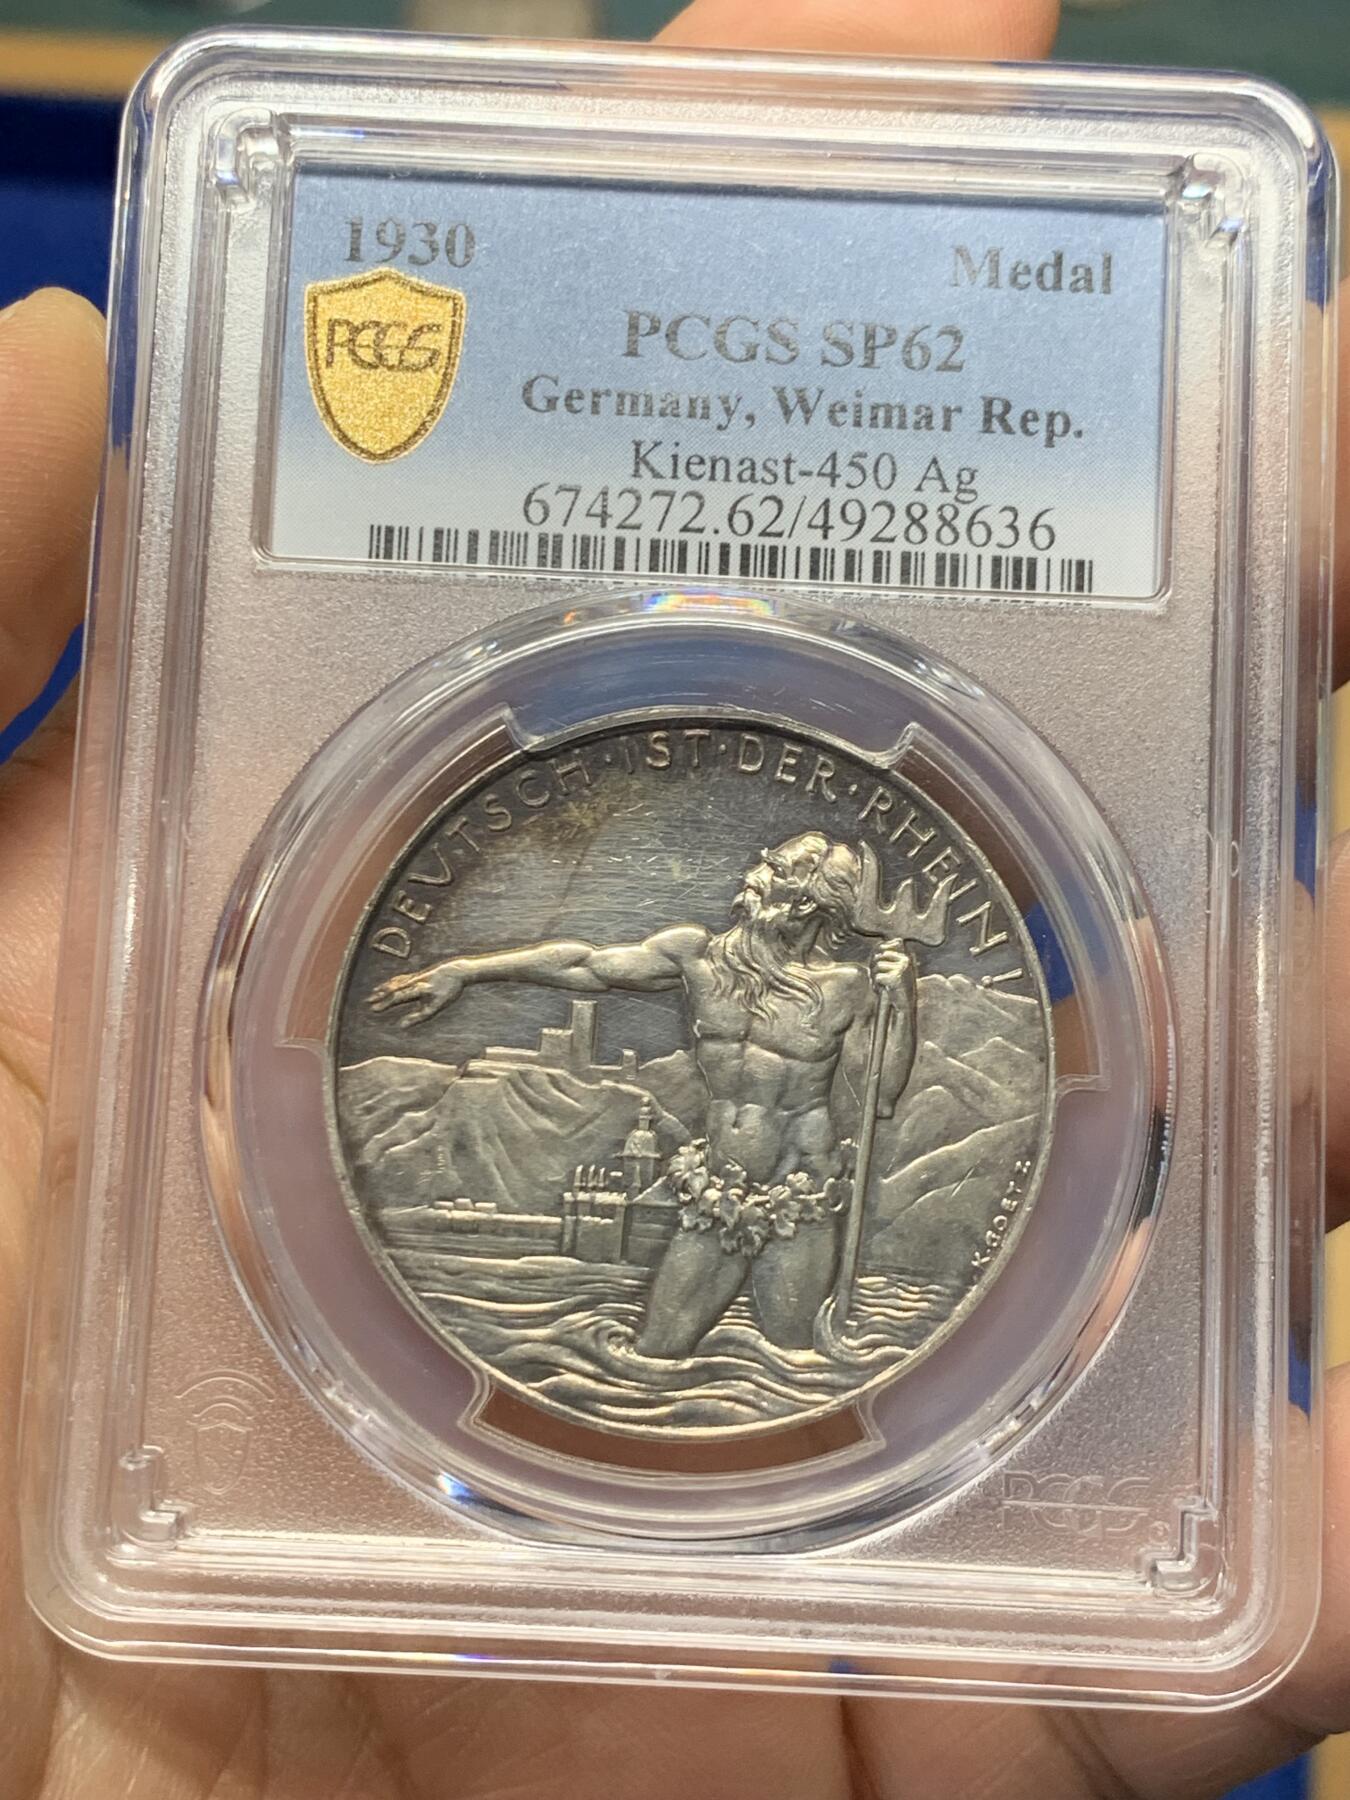 1930
Medal
PCGS
PCGS SP62
Germany, Weimar Rep.
Kienast-450 Ag
674272.62/49288636
DEVTSCH·IST·DER·RHEIN!
K·GOETZ
PCGS